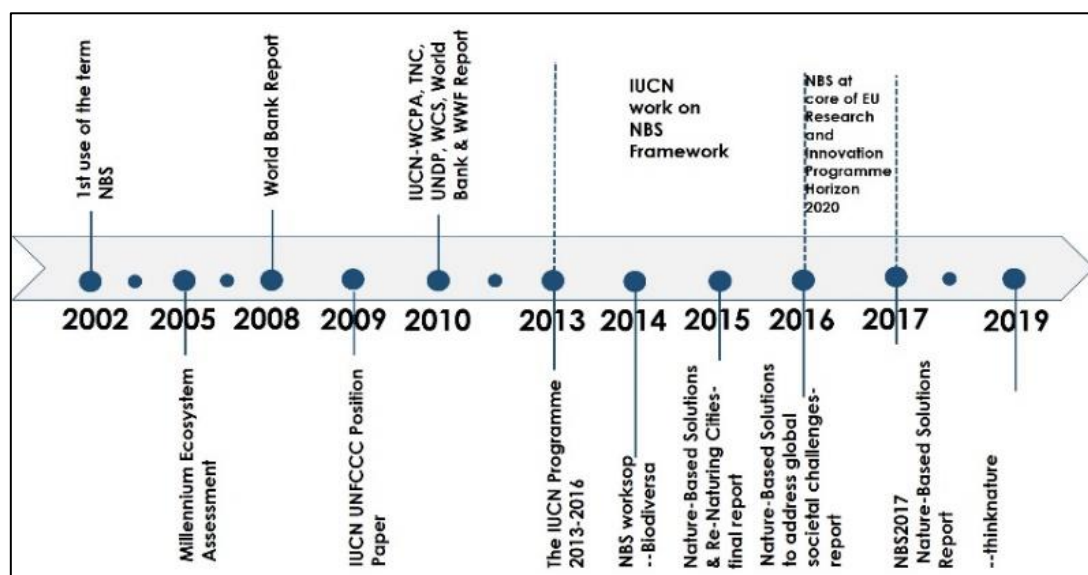 1st use of the term
NBS
World Bank Report
IUCN-WCPA, TNC,
UNDP, WCS, World
Bank & WWF Report
IUCN
work on
NBS
Framework
NBS at
core of EU
Research
and
Innovation
Programme
Horizon
2020
2002
2005
2008
2009
2010
2013
2014
2015
2016
2017
2019
Millennium Ecosystem
Assessment
IUCN UNFCCC Position
Paper
The IUCN Programme
2013-2016
NBS worksop
--Biodiversa
Nature-Based Solutions
& Re-Naturing Cities-
final report
Nature-Based Solutions
to address global
societal challenges-
report
NBS2017
Nature-Based Solutions
Report
--thinknature